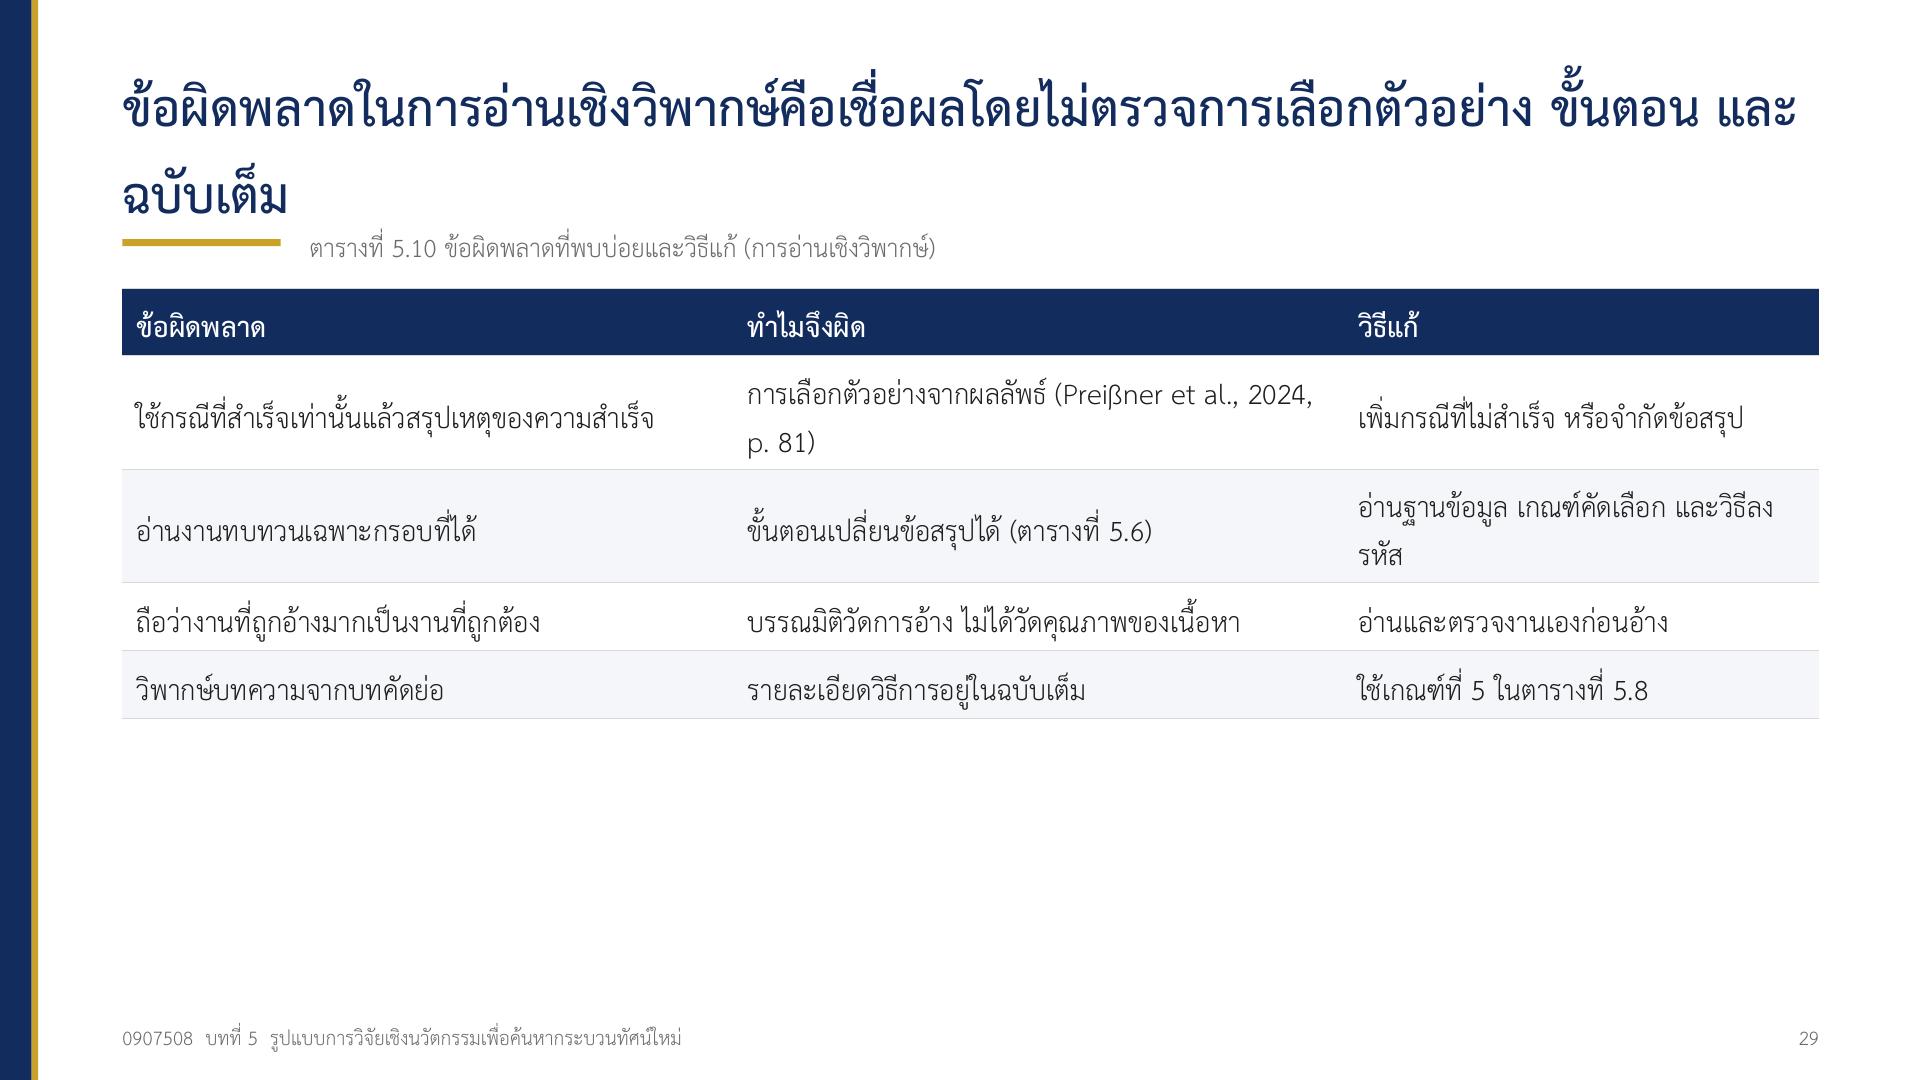 ข้อผิดพลาดในการอ่านเชิงวิพากษ์คือเชื่อผลโดยไม่ตรวจการเลือกตัวอย่าง ขั้นตอน และ
ฉบับเต็ม
ตารางที่ 5.10 ข้อผิดพลาดที่พบบ่อยและวิธีแก้ (การอ่านเชิงวิพากษ์)
ข้อผิดพลาด ทำไมจึงผิด วิธีแก้
ใช้กรณีที่สำเร็จเท่านั้นแล้วสรุปเหตุของความสำเร็จ
การเลือกตัวอย่างจากผลลัพธ์ (Preißner et al., 2024,
p. 81)
เพิ่มกรณีที่ไม่สำเร็จ หรือจำกัดข้อสรุป
อ่านงานทบทวนเฉพาะกรอบที่ได้
ขั้นตอนเปลี่ยนข้อสรุปได้ (ตารางที่ 5.6)
อ่านฐานข้อมูล เกณฑ์คัดเลือก และวิธีลง
รหัส
ถือว่างานที่ถูกอ้างมากเป็นงานที่ถูกต้อง
บรรณมิติวัดการอ้าง ไม่ได้วัดคุณภาพของเนื้อหา
อ่านและตรวจงานเองก่อนอ้าง
วิพากษ์บทความจากบทคัดย่อ
รายละเอียดวิธีการอยู่ในฉบับเต็ม
ใช้เกณฑ์ที่ 5 ในตารางที่ 5.8
0907508 บทที่ 5 รูปแบบการวิจัยเชิงนวัตกรรมเพื่อค้นหากระบวนทัศน์ใหม่
29